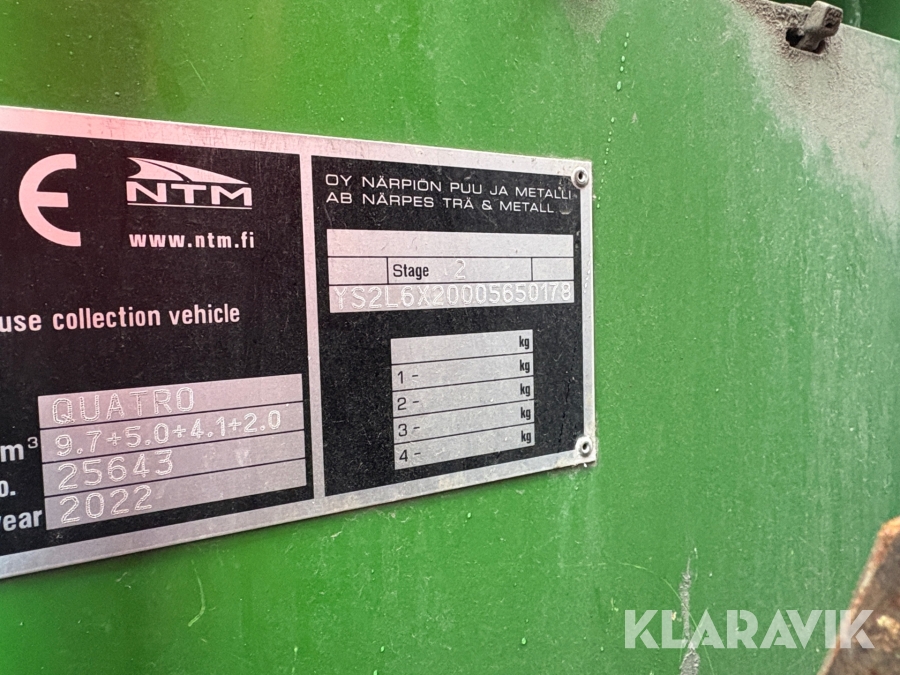 CE NTM
www.ntm.fi
use collection vehicle
QUATRO
m³ 9.7+5.0+4.1+2.0
o. 25643
year 2022
OY NÄRPIÖN PUU JA METALLI
AB NÄRPES TRÄ & METALL
Stage 2
YS2L6X20005650178
kg
1 - kg
2 - kg
3 - kg
4 - kg
KLARAVIK